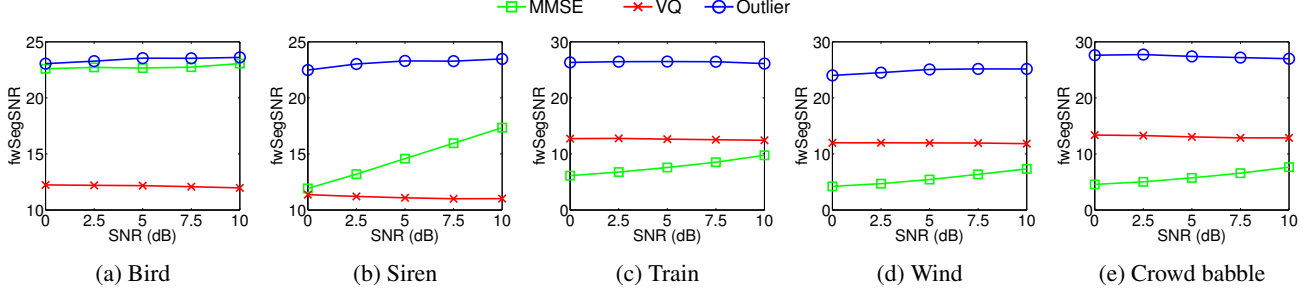 MMSE VQ Outlier
25
20
15
10
fwSegSNR
0 2.5 5 7.5 10
SNR (dB)
(a) Bird
25
20
15
10
fwSegSNR
0 2.5 5 7.5 10
SNR (dB)
(b) Siren
30
20
10
0
fwSegSNR
0 2.5 5 7.5 10
SNR (dB)
(c) Train
30
20
10
0
fwSegSNR
0 2.5 5 7.5 10
SNR (dB)
(d) Wind
30
20
10
0
fwSegSNR
0 2.5 5 7.5 10
SNR (dB)
(e) Crowd babble